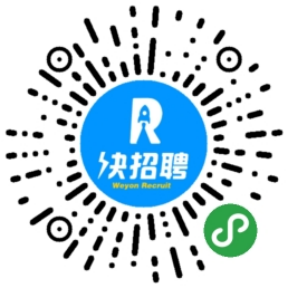 R
快招聘
Weyan Recruit